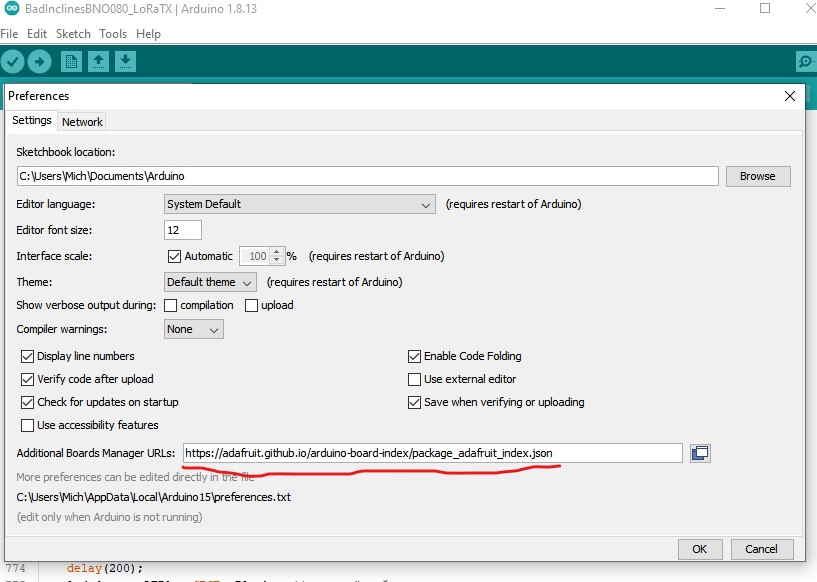 BadInclinesBNO080_LoRaTX | Arduino 1.8.13
File Edit Sketch Tools Help
Preferences
Settings Network
Sketchbook location:
C:\Users\Mich\Documents\Arduino
Browse
Editor language: System Default (requires restart of Arduino)
Editor font size: 12
Interface scale: Automatic 100 % (requires restart of Arduino)
Theme: Default theme (requires restart of Arduino)
Show verbose output during: compilation upload
Compiler warnings: None
Display line numbers Enable Code Folding
Verify code after upload Use external editor
Check for updates on startup Save when verifying or uploading
Use accessibility features
Additional Boards Manager URLs: https://adafruit.github.io/arduino-board-index/package_adafruit_index.json
More preferences can be edited directly in the file
C:\Users\Mich\AppData\Local\Arduino15\preferences.txt
(edit only when Arduino is not running)
OK Cancel
774 delay(200);